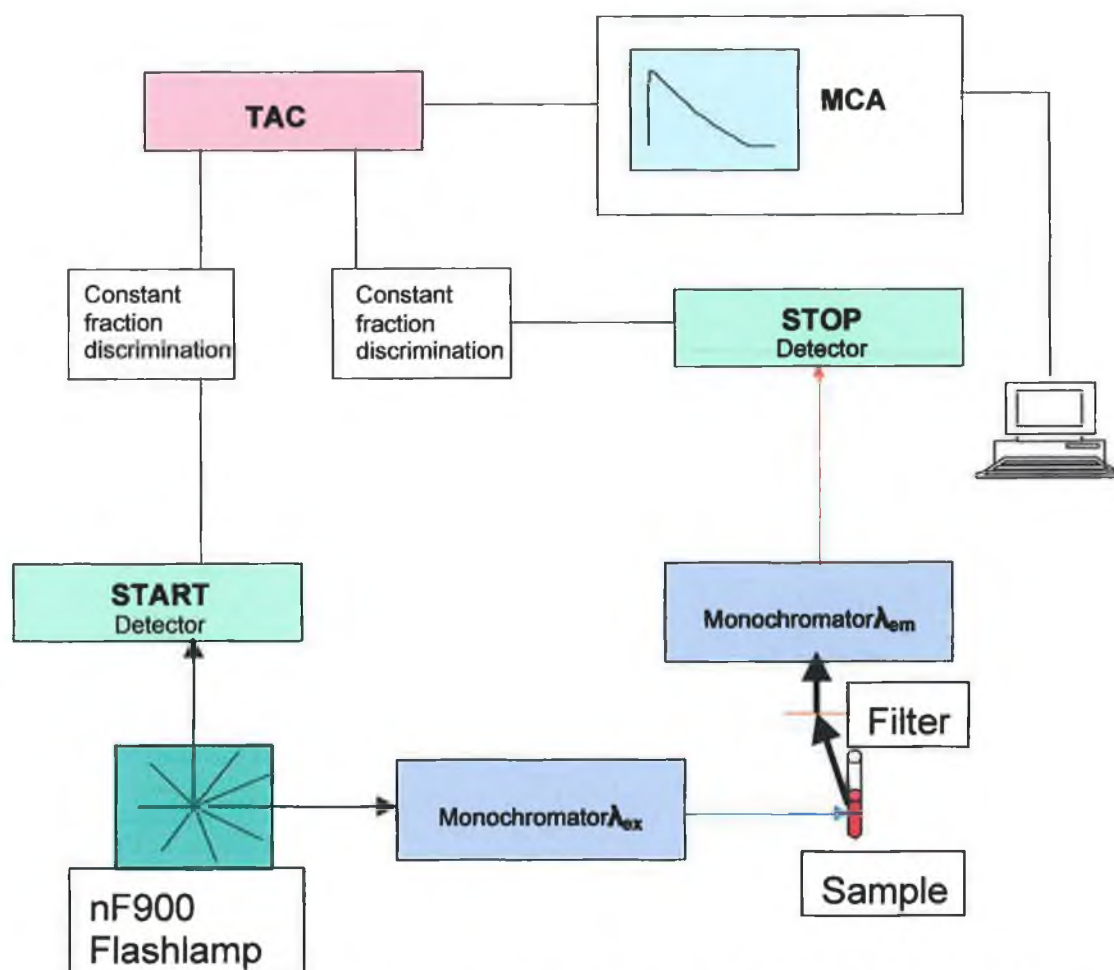 TAC
MCA
Constant
fraction
discrimination
Constant
fraction
discrimination
STOP
Detector
START
Detector
Monochromatorλem
Filter
Monochromatorλex
Sample
nF900
Flashlamp